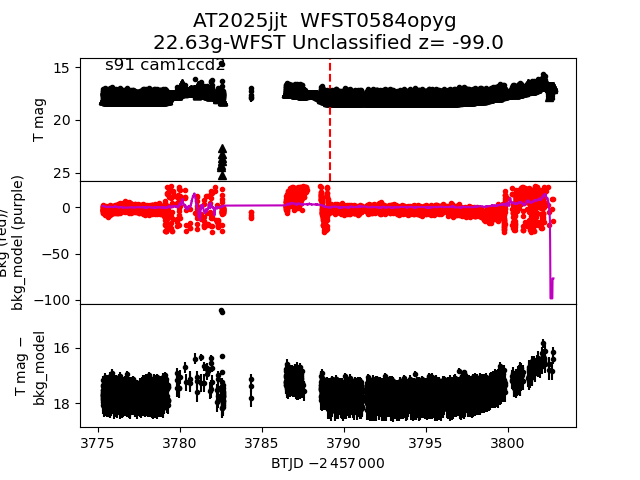 AT2025jjt  WFST0584opyg
22.63g-WFST Unclassified z= -99.0
s91 cam1ccd2
T mag
15
20
25
Bkg (red)/
bkg_model (purple)
0
−50
−100
T mag −
bkg_model
16
18
3775
3780
3785
3790
3795
3800
BTJD −2 457 000